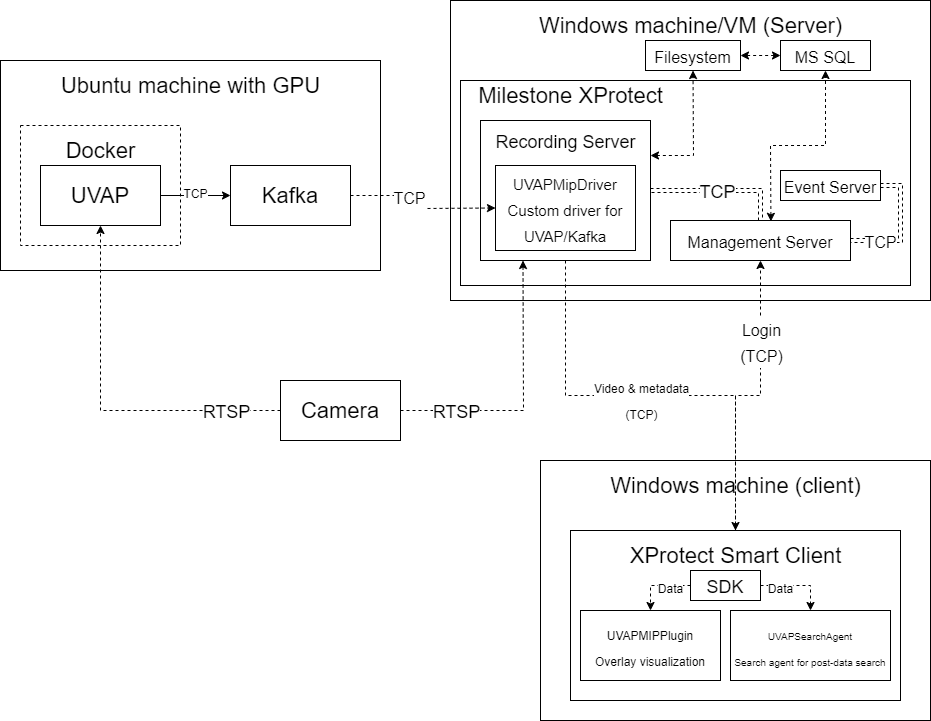 Windows machine/VM (Server)
Filesystem
MS SQL
Ubuntu machine with GPU
Milestone XProtect
Docker
UVAP
TCP
Kafka
TCP
Recording Server
UVAPMipDriver
Custom driver for
UVAP/Kafka
TCP
Event Server
Management Server
TCP
Login
(TCP)
Video & metadata
(TCP)
RTSP
Camera
RTSP
Windows machine (client)
XProtect Smart Client
SDK
Data
Data
UVAPMIPPlugin
Overlay visualization
UVAPSearchAgent
Search agent for post-data search